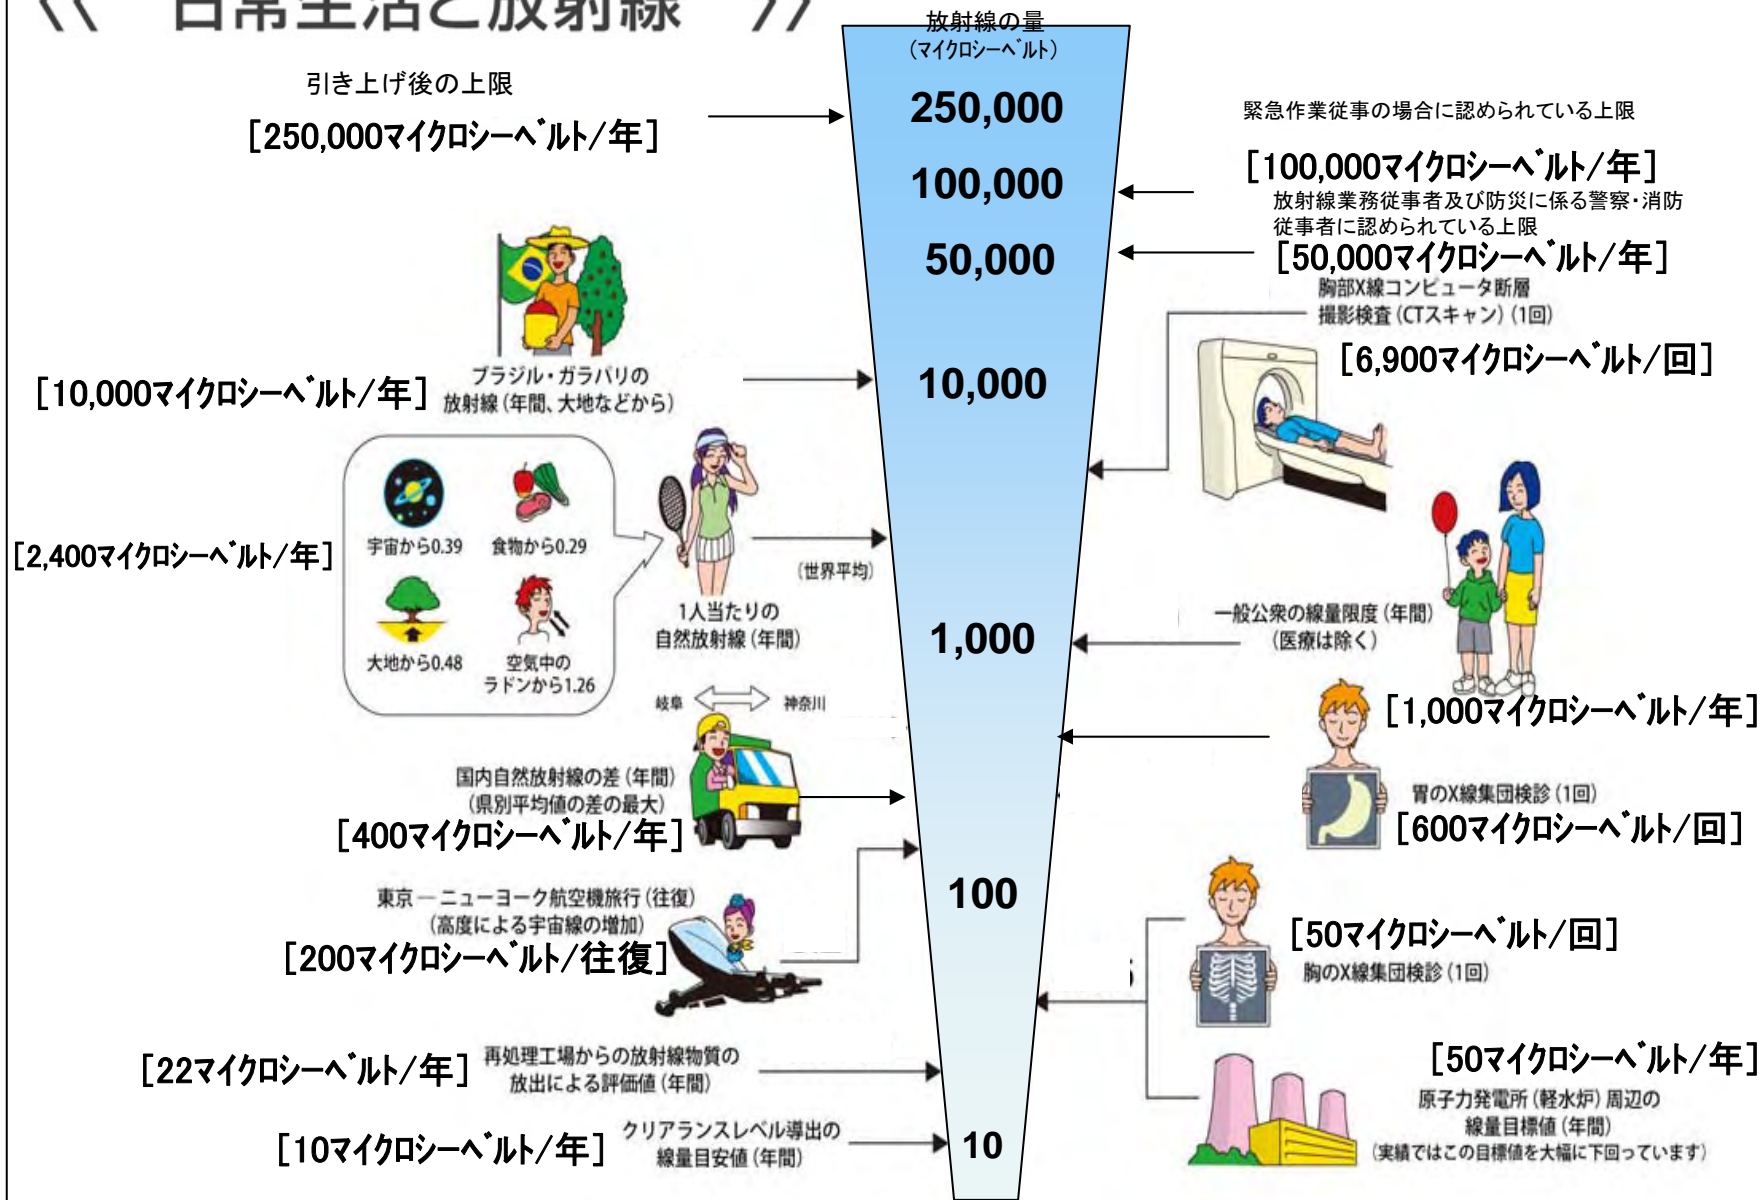 《 日常生活と放射線 》
放射線の量
(マイクロシーベルト)
250,000
100,000
50,000
10,000
1,000
100
10
引き上げ後の上限
[250,000マイクロシーベルト/年]
[10,000マイクロシーベルト/年]
ブラジル・ガラパリの
放射線(年間、大地などから)
[2,400マイクロシーベルト/年]
宇宙から0.39
食物から0.29
大地から0.48
空気中の
ラドンから1.26
(世界平均)
1人当たりの
自然放射線(年間)
岐阜
神奈川
国内自然放射線の差(年間)
(県別平均値の差の最大)
[400マイクロシーベルト/年]
東京―ニューヨーク航空機旅行(往復)
(高度による宇宙線の増加)
[200マイクロシーベルト/往復]
[22マイクロシーベルト/年]
再処理工場からの放射線物質の
放出による評価値(年間)
[10マイクロシーベルト/年]
クリアランスレベル導出の
線量目安値(年間)
緊急作業従事の場合に認められている上限
[100,000マイクロシーベルト/年]
放射線業務従事者及び防災に係る警察・消防
従事者に認められている上限
[50,000マイクロシーベルト/年]
胸部X線コンピュータ断層
撮影検査(CTスキャン)(1回)
[6,900マイクロシーベルト/回]
一般公衆の線量限度(年間)
(医療は除く)
[1,000マイクロシーベルト/年]
胃のX線集団検診(1回)
[600マイクロシーベルト/回]
[50マイクロシーベルト/回]
胸のX線集団検診(1回)
[50マイクロシーベルト/年]
原子力発電所(軽水炉)周辺の
線量目標値(年間)
(実績ではこの目標値を大幅に下回っています)